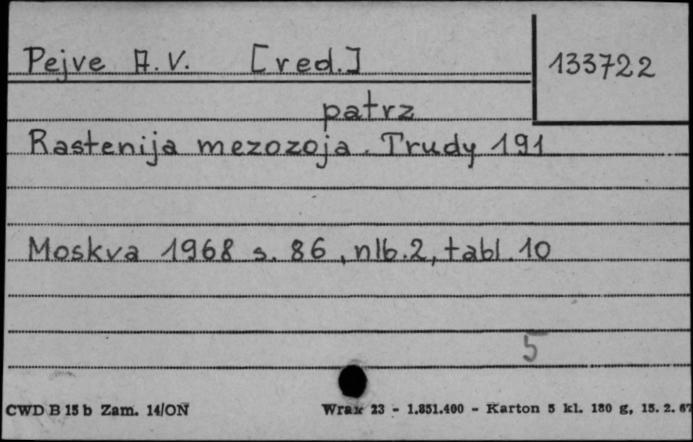 Pejve A.V. [red.]
133722
patrz
Rastenija mezozoja. Trudy 191
Moskva 1968 s. 86, nlb.2, tabl. 10
5
CWD B 15 b Zam. 14/ON Wrax 23 - 1.851.400 - Karton 5 kl. 180 g, 15. 2. 67